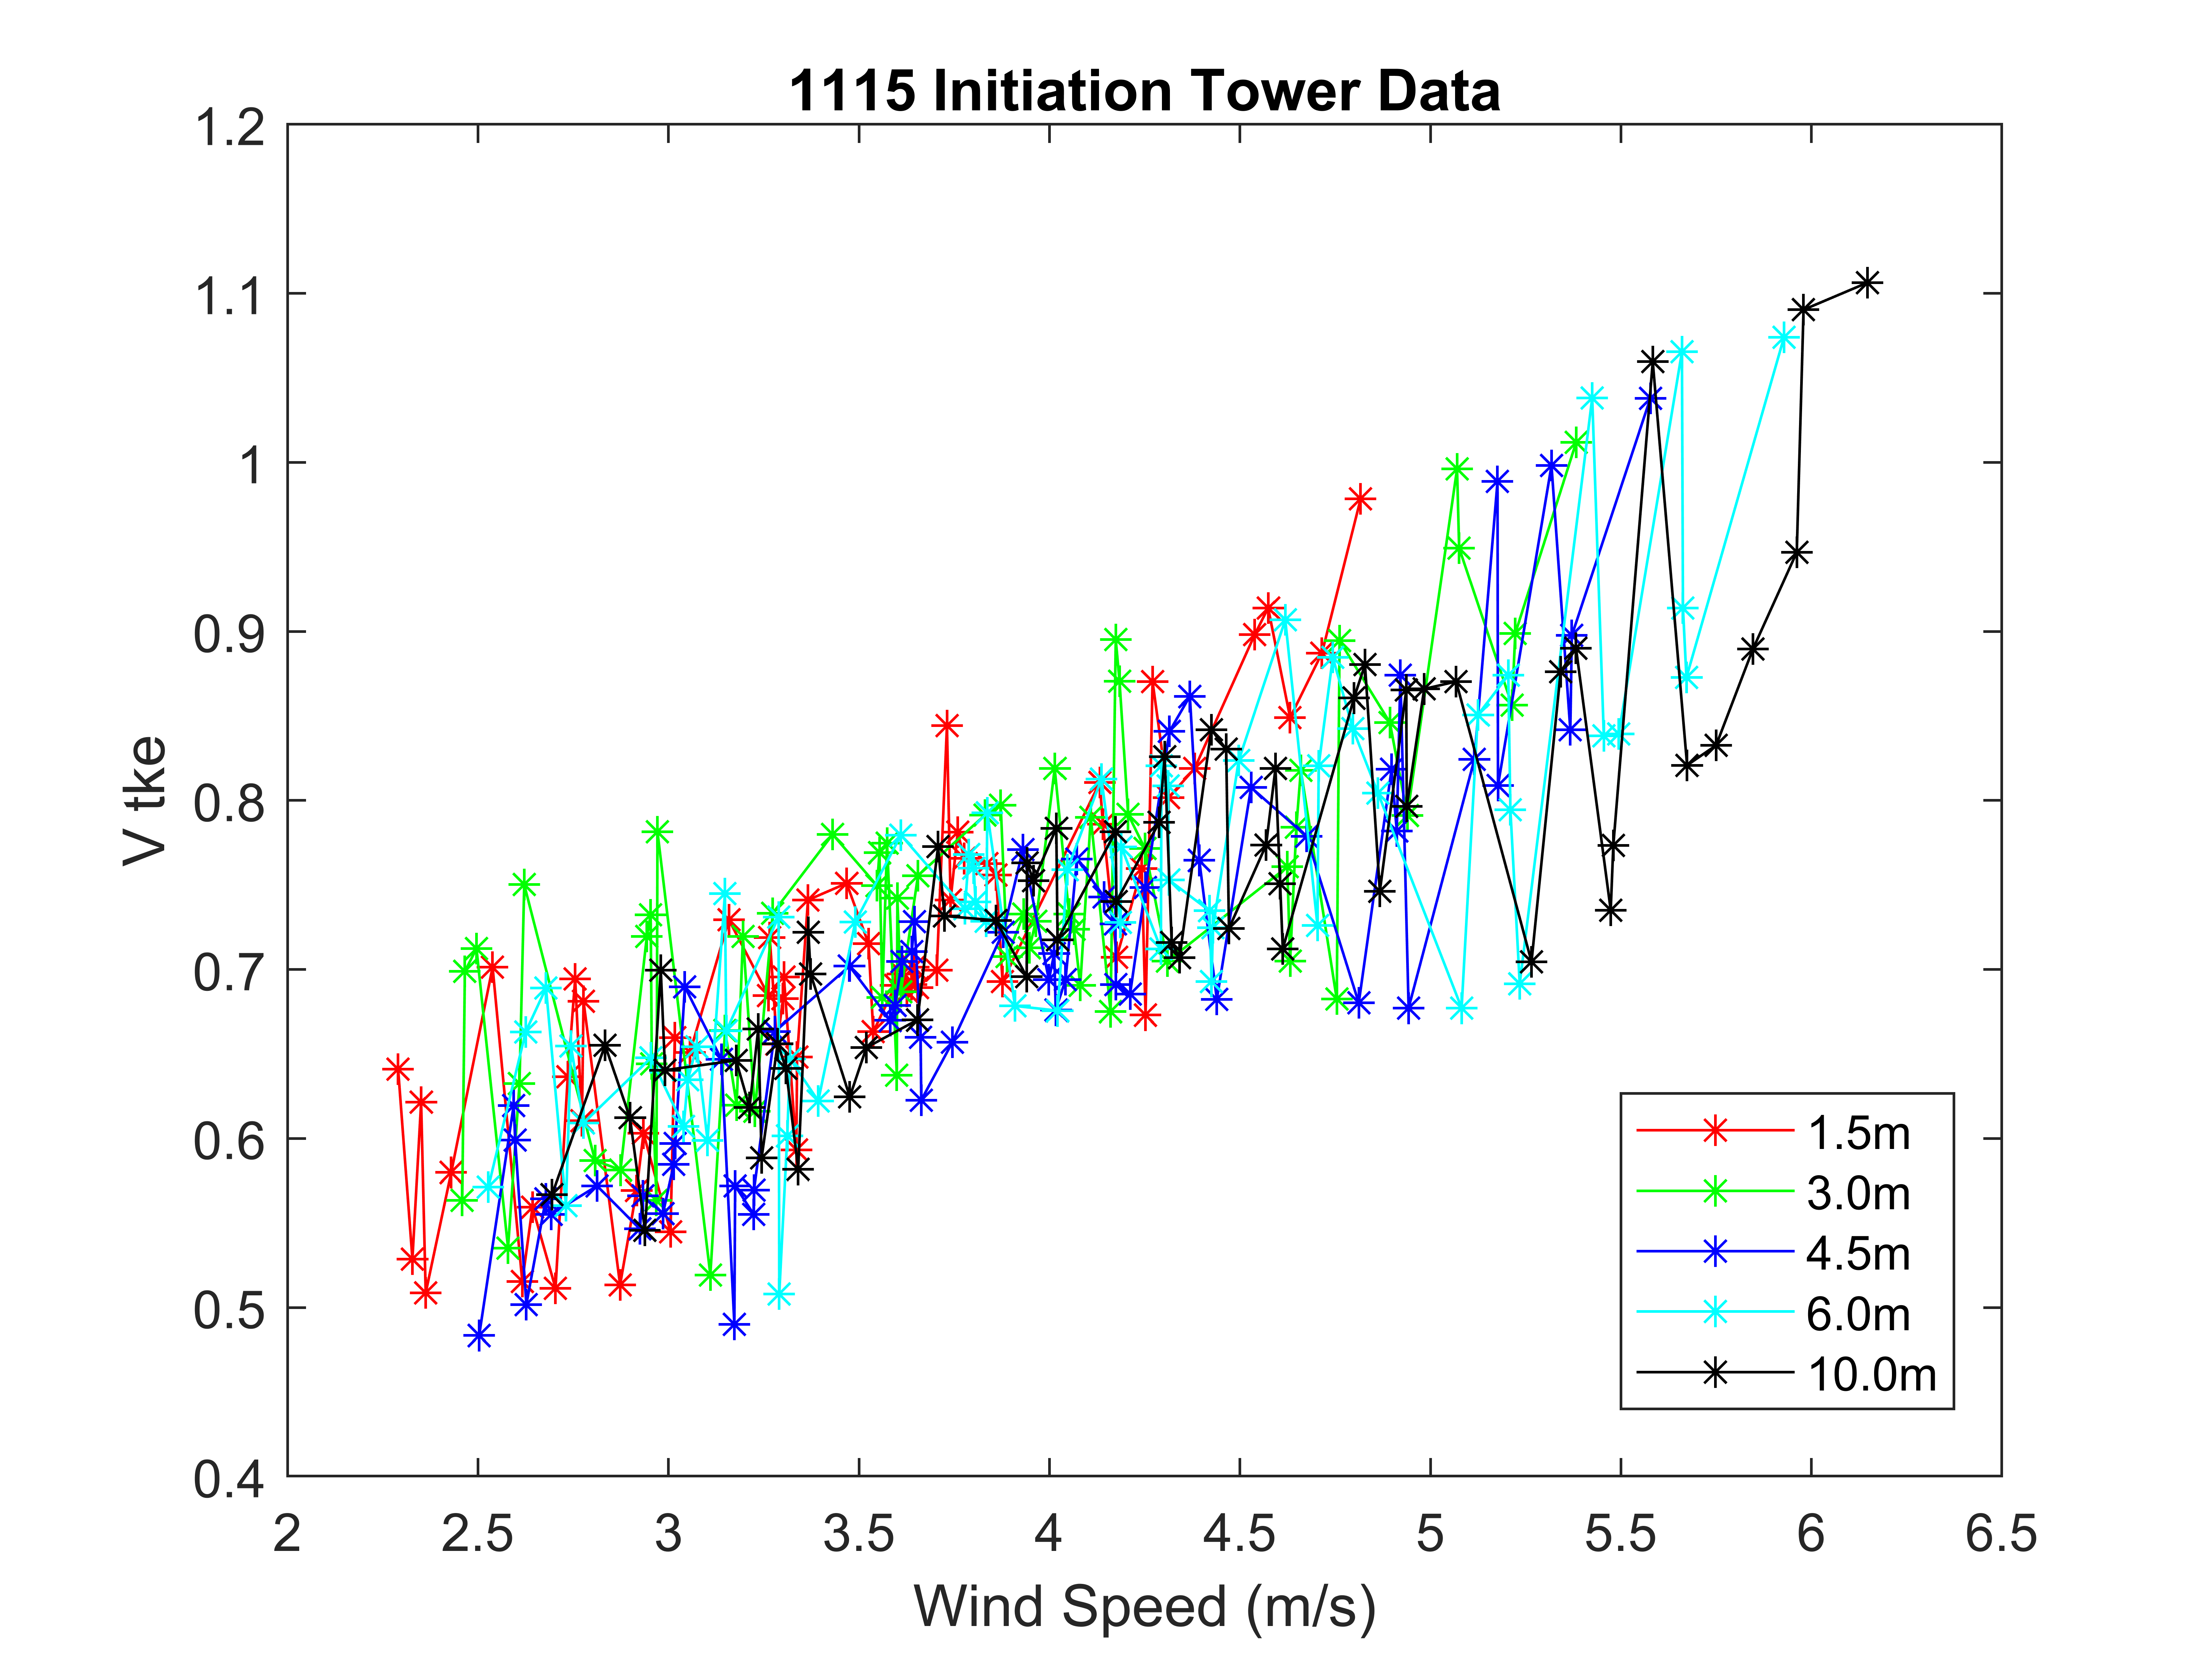 1115 Initiation Tower Data
1.2
1.1
1
0.9
0.8
0.7
0.6
0.5
0.4
V tke
2 2.5 3 3.5 4 4.5 5 5.5 6 6.5
Wind Speed (m/s)
1.5m
3.0m
4.5m
6.0m
10.0m